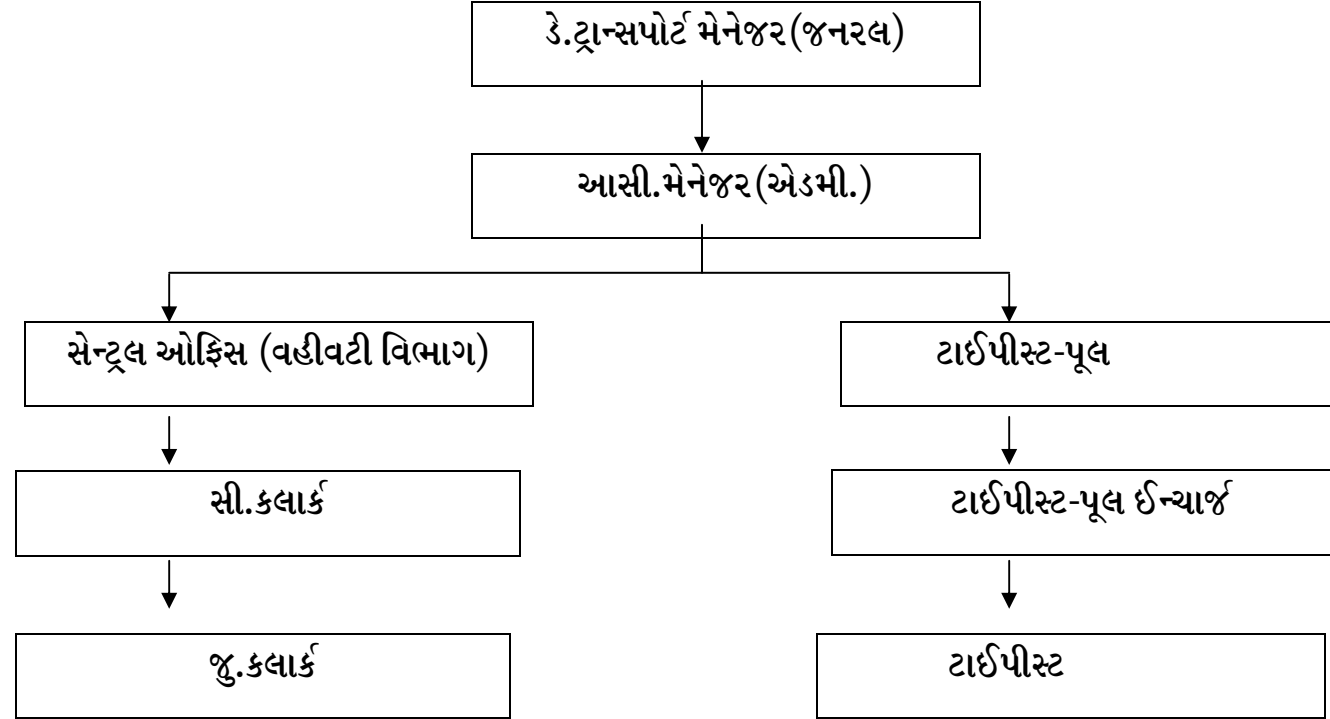 ડે.ટ્રાન્સપોર્ટ મેનેજર(જનરલ)
આસી.મેનેજર(એડમી.)
સેન્ટ્રલ ઓફિસ (વહીવટી વિભાગ)
ટાઈપીસ્ટ-પૂલ
સી.કલાર્ક
ટાઈપીસ્ટ-પૂલ ઈન્ચાર્જ
જુ.કલાર્ક
ટાઈપીસ્ટ